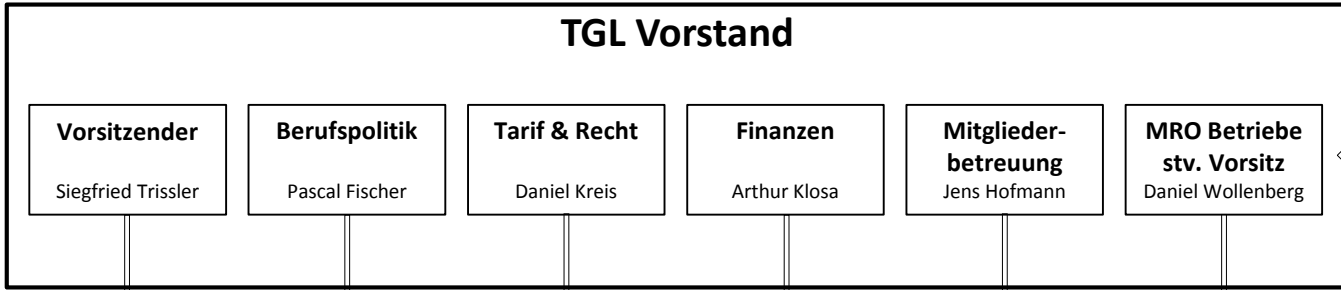 TGL Vorstand
Vorsitzender
Siegfried Trissler
Berufspolitik
Pascal Fischer
Tarif & Recht
Daniel Kreis
Finanzen
Arthur Klosa
Mitglieder-
betreuung
Jens Hofmann
MRO Betriebe
stv. Vorsitz
Daniel Wollenberg